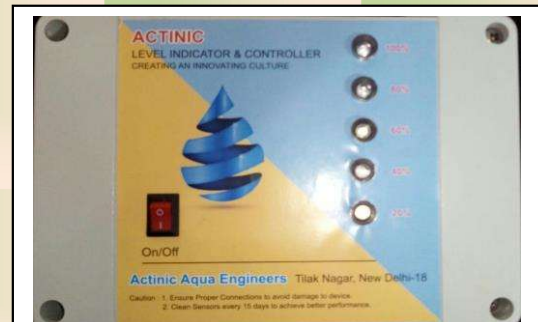 ACTINIC
LEVEL INDICATOR & CONTROLLER
CREATING AN INNOVATING CULTURE
100%
80%
60%
40%
20%
On/Off
Actinic Aqua Engineers Tilak Nagar, New Delhi-18
Caution : 1. Ensure Proper Connections to avoid damage to device.
2. Clean Sensors every 15 days to achieve better performance.